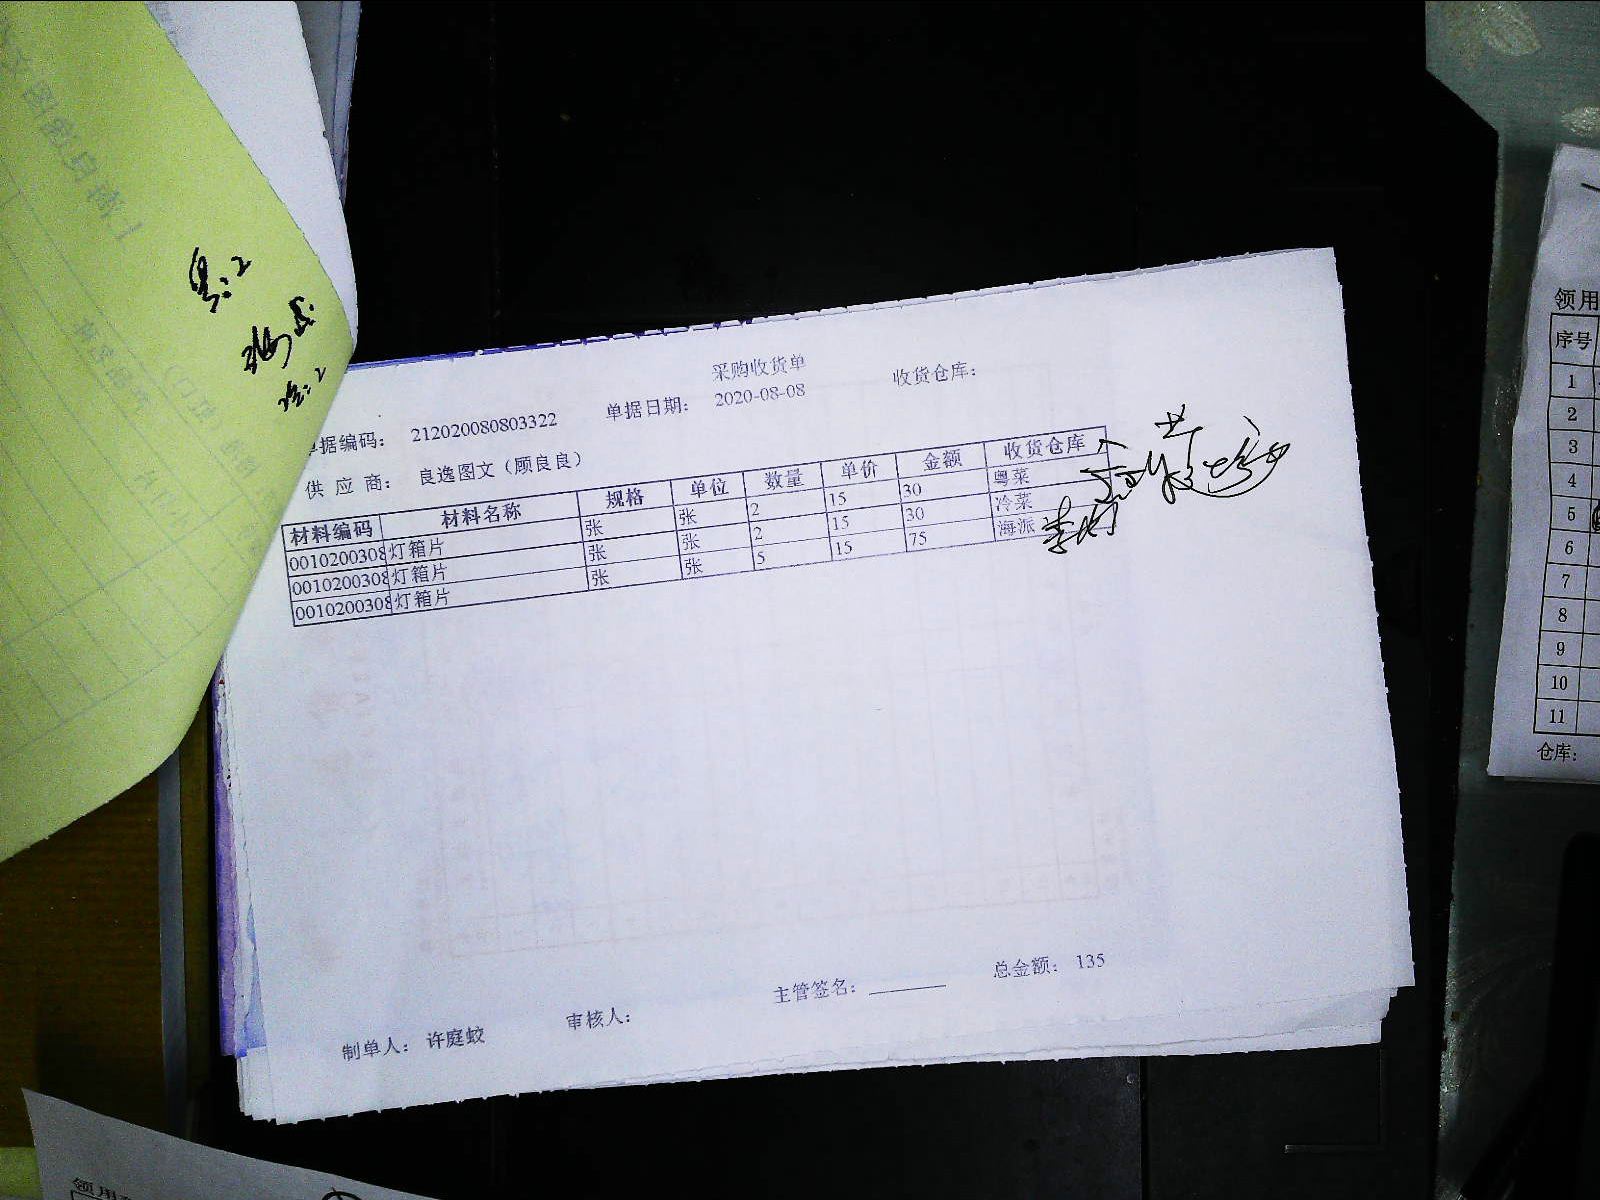 采购收货单
据编码： 212020080803322 单据日期： 2020-08-08 收货仓库：
供 应 商： 良逸图文（顾良良）
材料编码 材料名称 规格 单位 数量 单价 金额 收货仓库
0010200308 灯箱片 张 张 2 15 30 粤菜
0010200308 灯箱片 张 张 2 15 30 冷菜
0010200308 灯箱片 张 张 5 15 75 海派
总金额： 135
主管签名：
审核人：
制单人： 许庭蛟
领用
序号
1
2
3
4
5
6
7
8
9
10
11
仓库：
领用